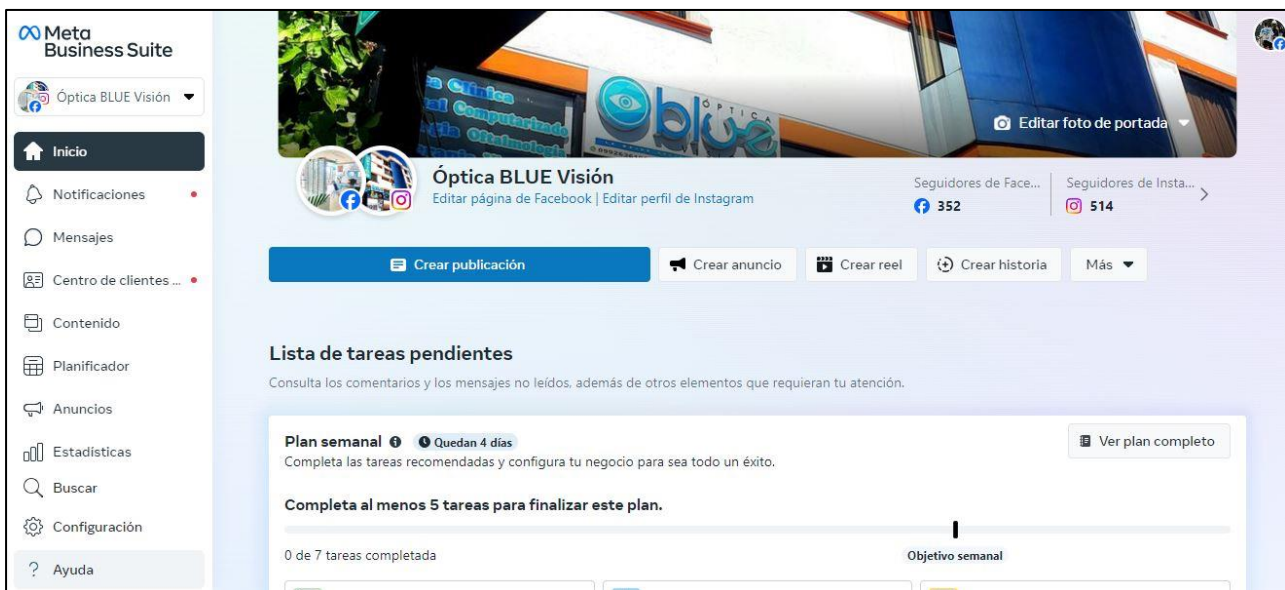 Meta
Business Suite
Óptica BLUE Visión
Inicio
Notificaciones
Mensajes
Centro de clientes ...
Contenido
Planificador
Anuncios
Estadísticas
Buscar
Configuración
Ayuda
Clínica
Computarizado
Oftalmología
ÓPTICA
blue
Editar foto de portada
Óptica BLUE Visión
Editar página de Facebook | Editar perfil de Instagram
Seguidores de Face...
352
Seguidores de Insta...
514
Crear publicación
Crear anuncio
Crear reel
Crear historia
Más
Lista de tareas pendientes
Consulta los comentarios y los mensajes no leídos, además de otros elementos que requieran tu atención.
Plan semanal
Quedan 4 días
Ver plan completo
Completa las tareas recomendadas y configura tu negocio para sea todo un éxito.
Completa al menos 5 tareas para finalizar este plan.
0 de 7 tareas completada
Objetivo semanal